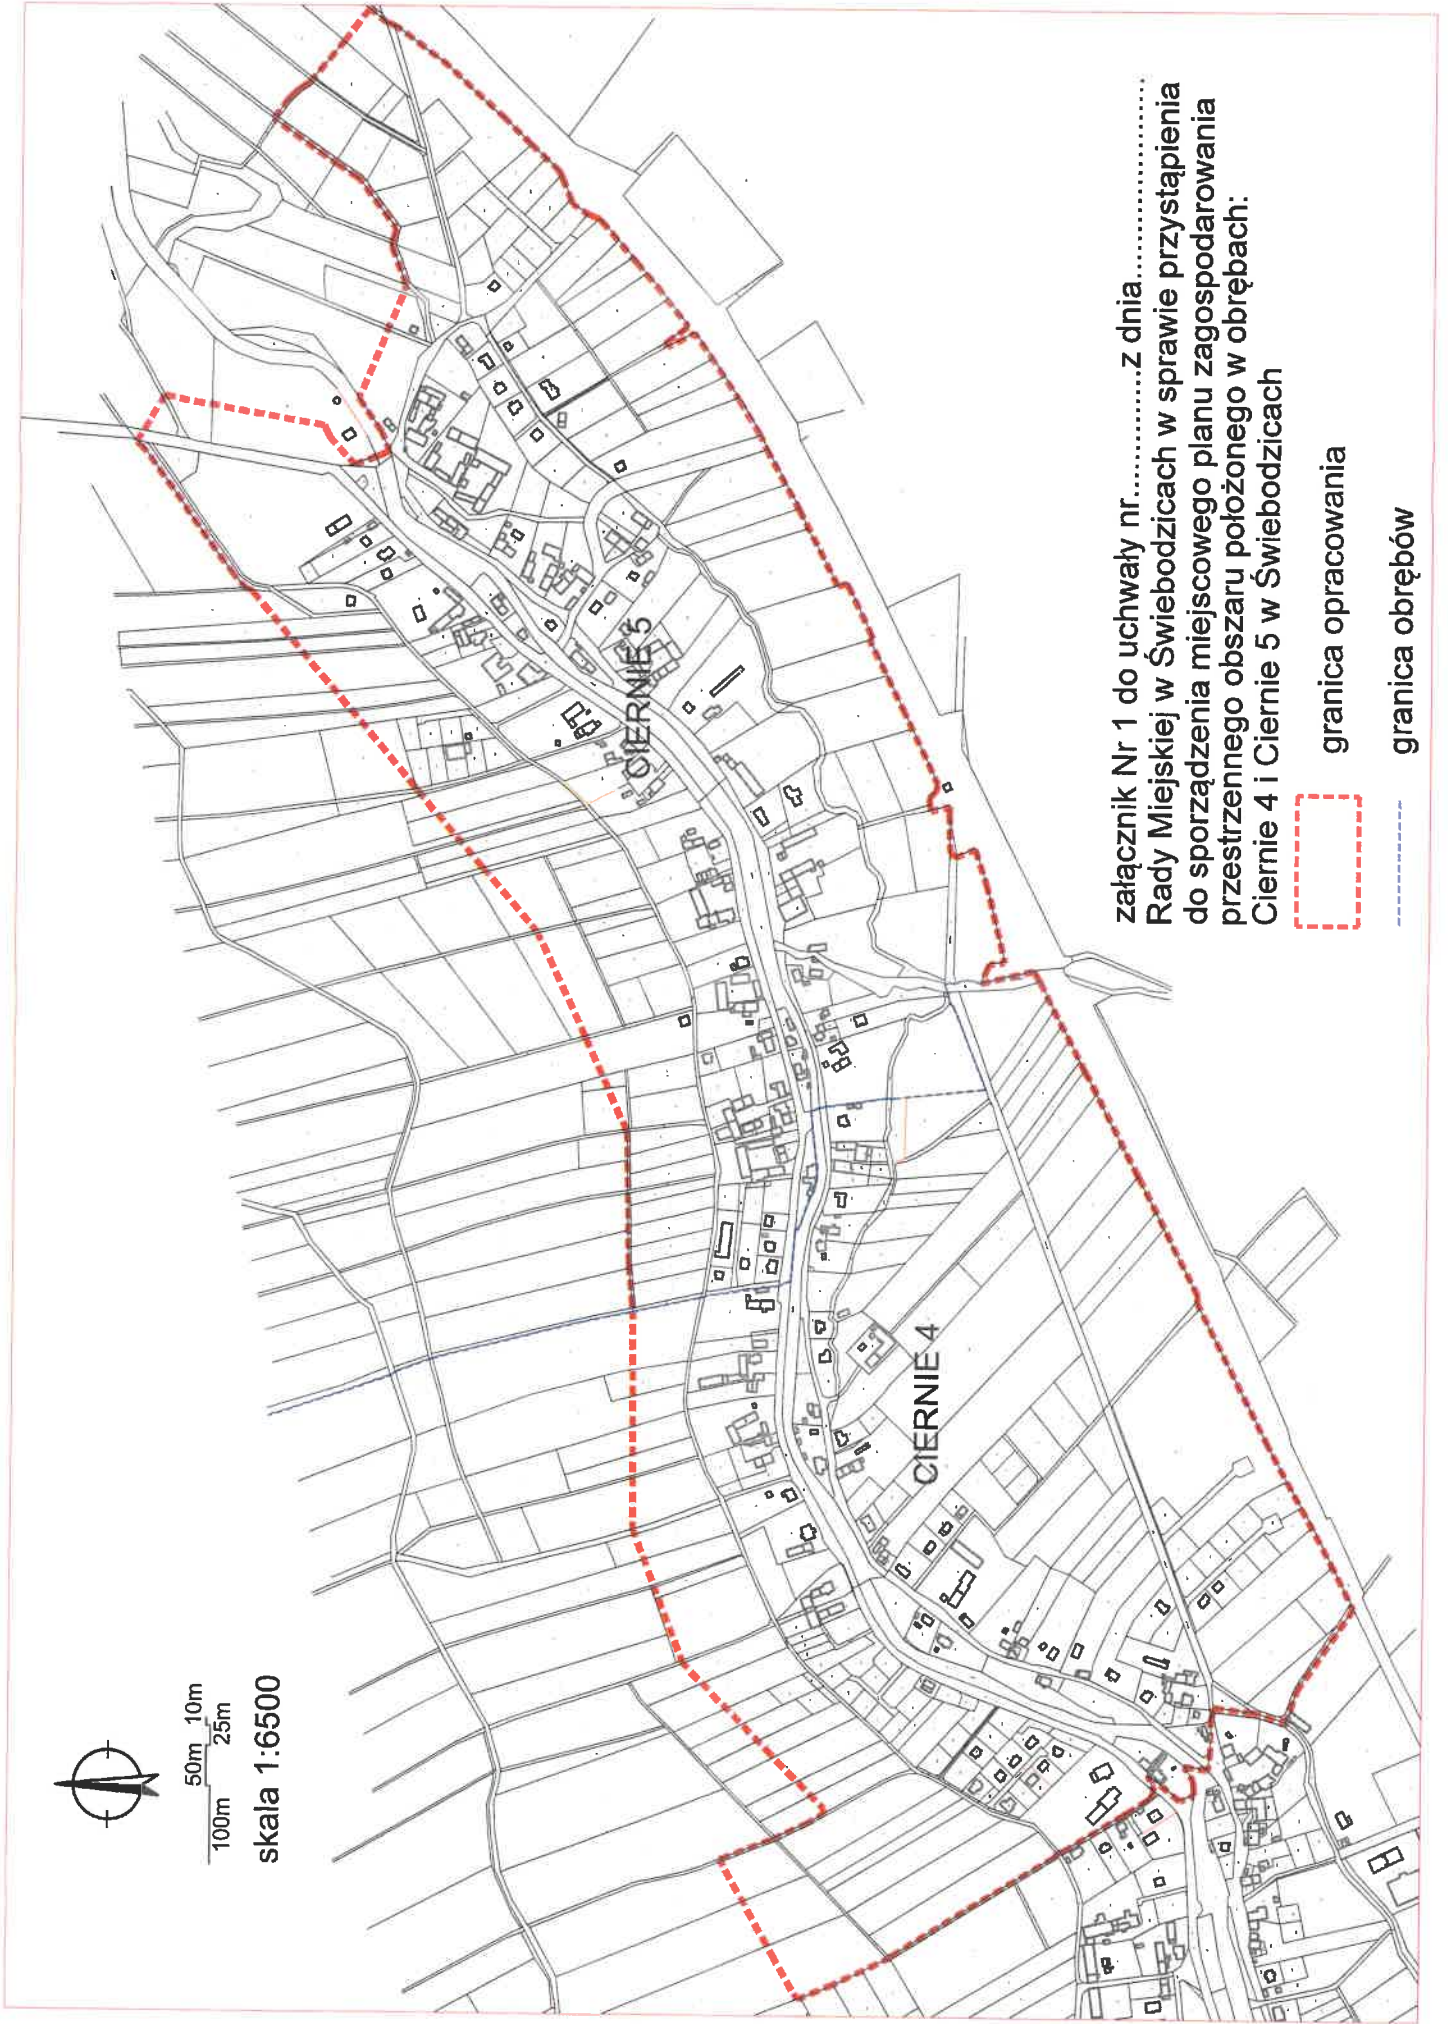 załącznik Nr 1 do uchwały nr............z dnia......................
Rady Miejskiej w Świebodzicach w sprawie przystąpienia
do sporządzenia miejscowego planu zagospodarowania
przestrzennego obszaru położonego w obrębach:
Ciernie 4 i Ciernie 5 w Świebodzicach
granica opracowania
granica obrębów
CIERNIE 5
CIERNIE 4
100m 50m 25m 10m
skala 1:6500